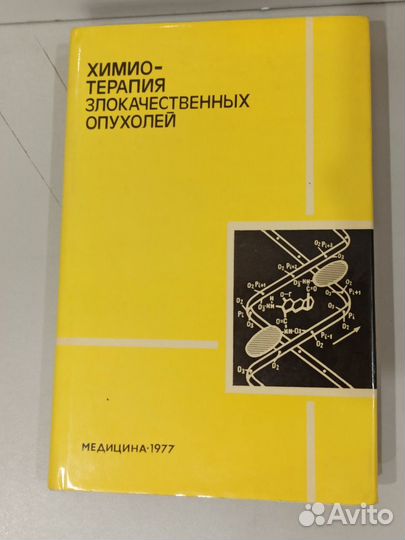 ХИМИО-
ТЕРАПИЯ
ЗЛОКАЧЕСТВЕННЫХ
ОПУХОЛЕЙ
МЕДИЦИНА·1977
Avito